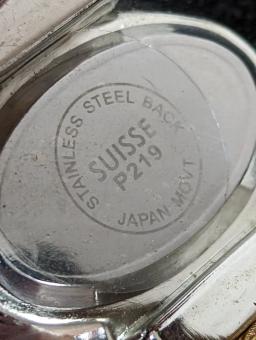 STAINLESS STEEL BACK
SUISSE
P219
JAPAN MOVT